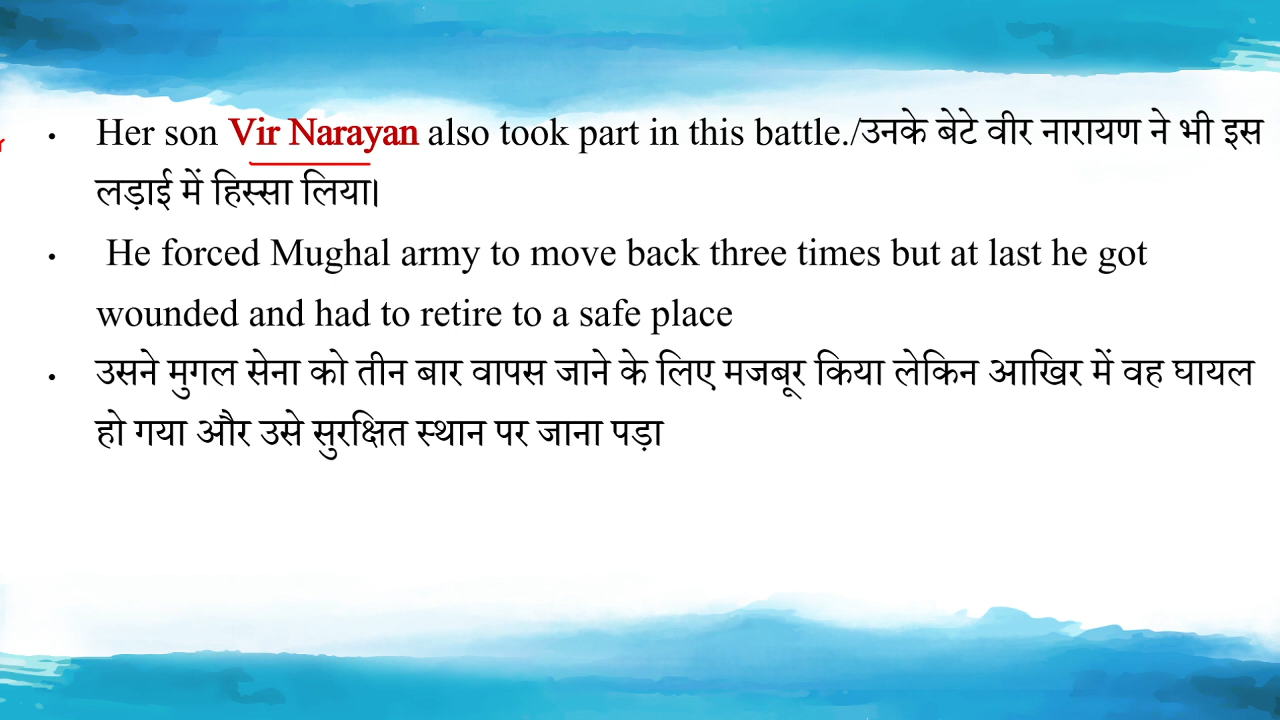 • Her son Vir Narayan also took part in this battle./उनके बेटे वीर नारायण ने भी इस
लड़ाई में हिस्सा लिया।
• He forced Mughal army to move back three times but at last he got
wounded and had to retire to a safe place
• उसने मुगल सेना को तीन बार वापस जाने के लिए मजबूर किया लेकिन आखिर में वह घायल
हो गया और उसे सुरक्षित स्थान पर जाना पड़ा